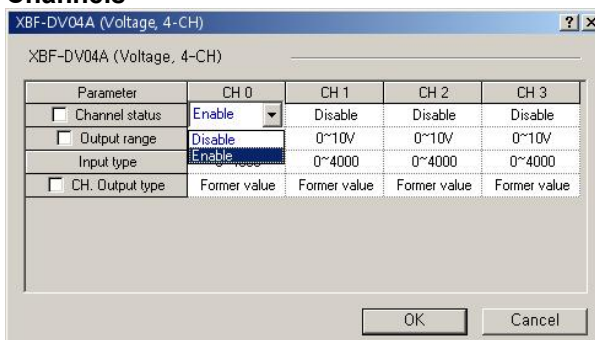 Channels
XBF-DV04A (Voltage, 4-CH)
XBF-DV04A (Voltage, 4-CH)
Parameter CH 0 CH 1 CH 2 CH 3
Channel status Enable Disable Disable Disable
Output range Disable 0~10V 0~10V 0~10V
Enable
Input type 0~4000 0~4000 0~4000
CH. Output type Former value Former value Former value Former value
OK Cancel